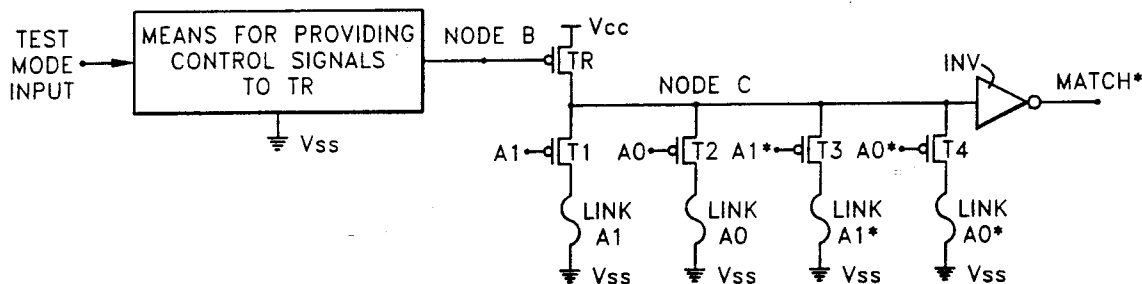 TEST
MODE
INPUT
MEANS FOR PROVIDING
CONTROL SIGNALS
TO TR
Vss
NODE B
Vcc
TR
NODE C
INV
MATCH*
A1
T1
A0
T2
A1*
T3
A0*
T4
LINK
A1
LINK
A0
LINK
A1*
LINK
A0*
Vss
Vss
Vss
Vss